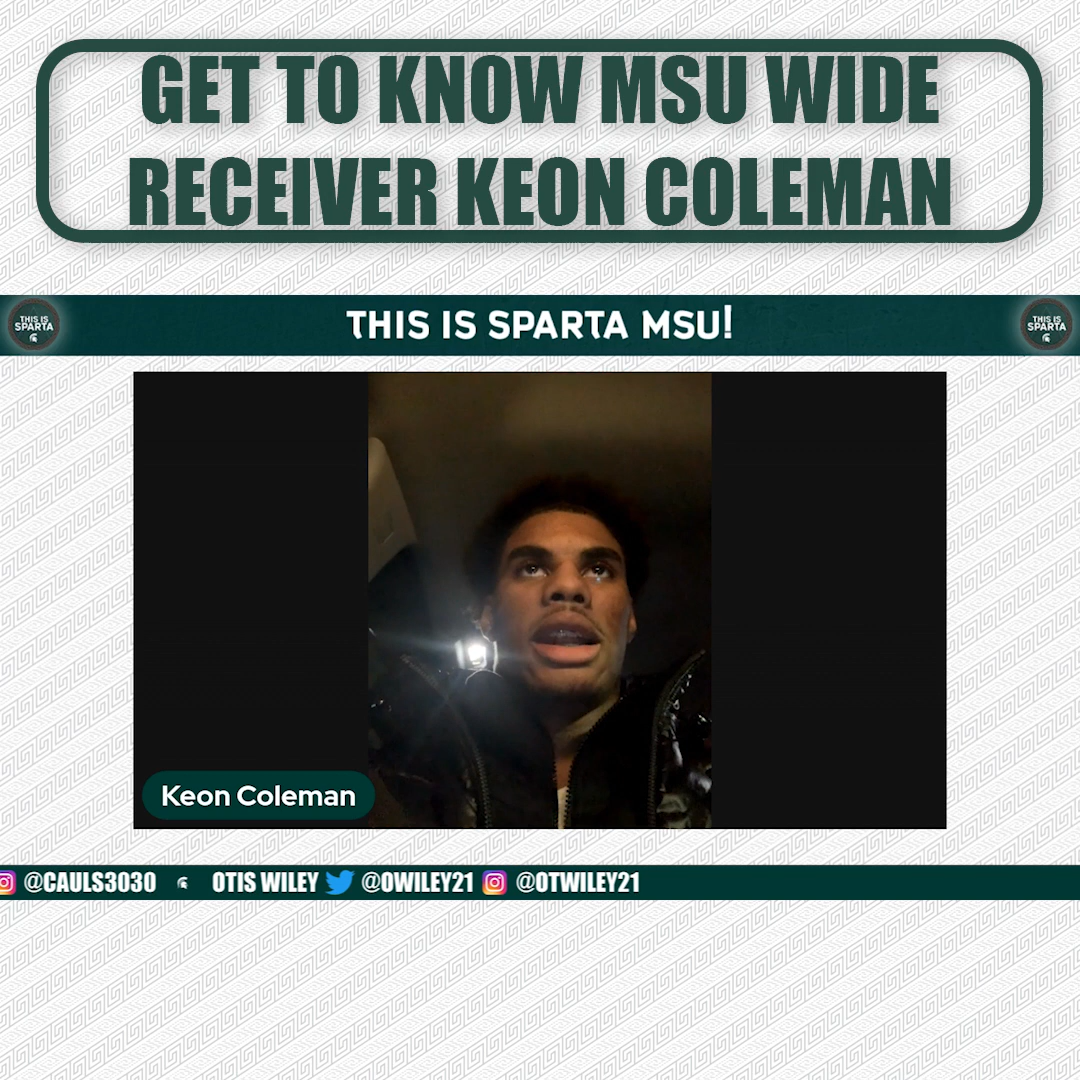 GET TO KNOW MSU WIDE
RECEIVER KEON COLEMAN
THIS IS
SPARTA
THIS IS SPARTA MSU!
THIS IS
SPARTA
Keon Coleman
@CAULS3030 OTIS WILEY @OWILEY21 @OTWILEY21